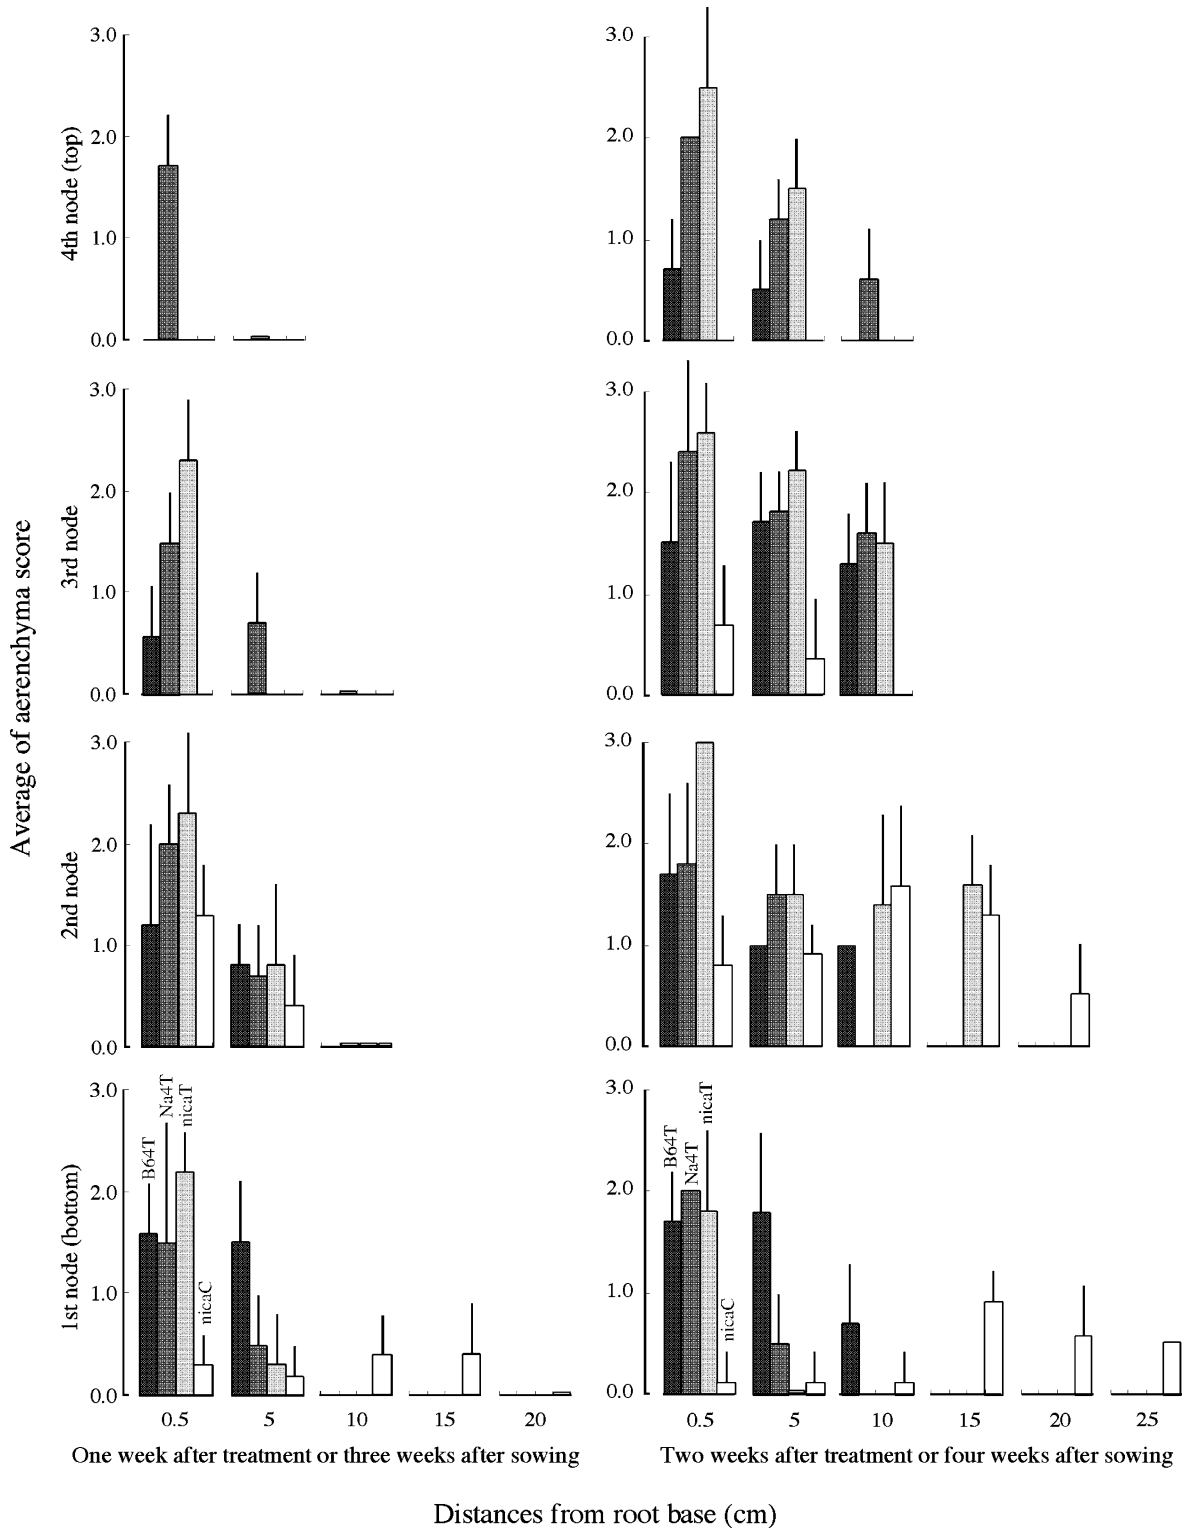 Average of aerenchyma score
4th node (top)
3.0
2.0
1.0
0.0
3.0
2.0
1.0
0.0
3rd node
3.0
2.0
1.0
0.0
3.0
2.0
1.0
0.0
2nd node
3.0
2.0
1.0
0.0
3.0
2.0
1.0
0.0
1st node (bottom)
3.0
2.0
1.0
0.0
B64T
Na4T
nicaT
nicaC
3.0
2.0
1.0
0.0
B64T
Na4T
nicaT
nicaC
0.5 5 10 15 20
0.5 5 10 15 20 25
One week after treatment or three weeks after sowing
Two weeks after treatment or four weeks after sowing
Distances from root base (cm)